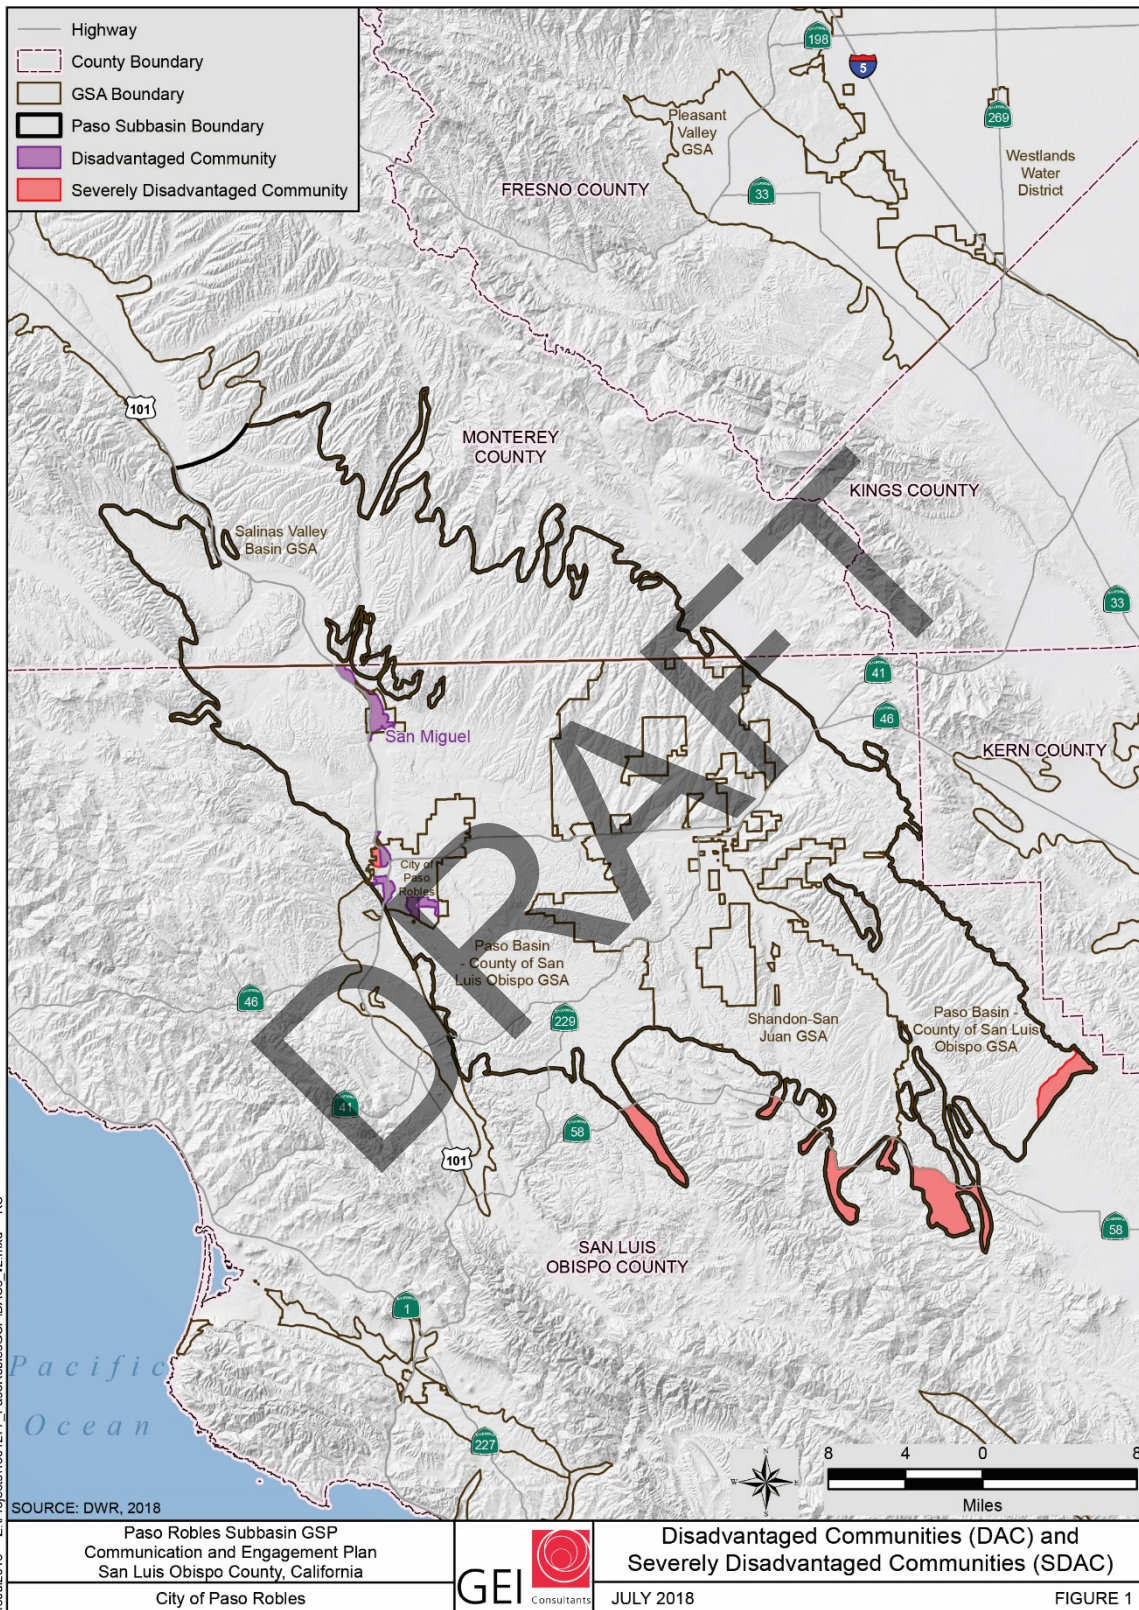 Highway
County Boundary
GSA Boundary
Paso Subbasin Boundary
Disadvantaged Community
Severely Disadvantaged Community
198
5
269
Pleasant
Valley
GSA
Westlands
Water
District
FRESNO COUNTY
33
101
MONTEREY
COUNTY
KINGS COUNTY
Salinas Valley
Basin GSA
33
41
46
San Miguel
KERN COUNTY
City of
Paso
Robles
DRAFT
Paso Basin
- County of San
Luis Obispo GSA
46
229
Shandon-San
Juan GSA
Paso Basin -
County of San Luis
Obispo GSA
41
58
101
58
SAN LUIS
OBISPO COUNTY
1
Pacific
Ocean
227
N
W E
S
8 4 0 8
Miles
SOURCE: DWR, 2018
Paso Robles Subbasin GSP
Communication and Engagement Plan
San Luis Obispo County, California
City of Paso Robles
GEI Consultants
Disadvantaged Communities (DAC) and
Severely Disadvantaged Communities (SDAC)
JULY 2018
FIGURE 1